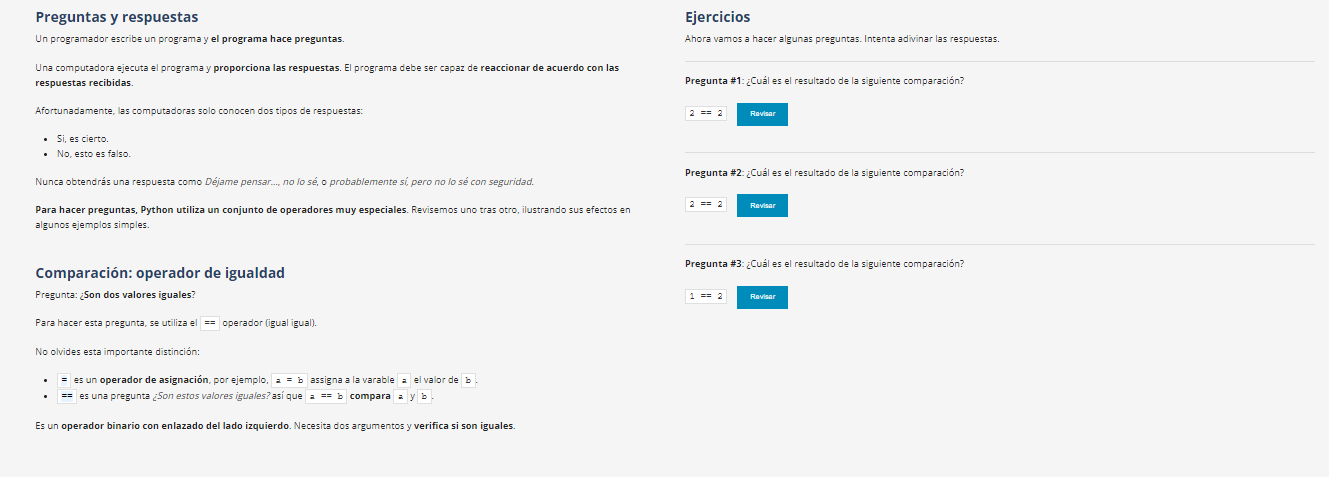 Preguntas y respuestas
Un programador escribe un programa y el programa hace preguntas.
Una computadora ejecuta el programa y proporciona las respuestas. El programa debe ser capaz de reaccionar de acuerdo con las
respuestas recibidas.
Afortunadamente, las computadoras solo conocen dos tipos de respuestas:
• Si, es cierto.
• No, esto es falso.
Nunca obtendrás una respuesta como Déjame pensar..., no lo sé, o probablemente sí, pero no lo sé con seguridad.
Para hacer preguntas, Python utiliza un conjunto de operadores muy especiales. Revisemos uno tras otro, ilustrando sus efectos en
algunos ejemplos simples.
Comparación: operador de igualdad
Pregunta: ¿Son dos valores iguales?
Para hacer esta pregunta, se utiliza el == operador (igual igual).
No olvides esta importante distinción:
• = es un operador de asignación, por ejemplo, a = b assigna a la varable a el valor de b.
• == es una pregunta ¿Son estos valores iguales? así que a == b compara a y b.
Es un operador binario con enlazado del lado izquierdo. Necesita dos argumentos y verifica si son iguales.
Ejercicios
Ahora vamos a hacer algunas preguntas. Intenta adivinar las respuestas.
Pregunta #1: ¿Cuál es el resultado de la siguiente comparación?
2 == 2 Revisar
Pregunta #2: ¿Cuál es el resultado de la siguiente comparación?
2 == 2 Revisar
Pregunta #3: ¿Cuál es el resultado de la siguiente comparación?
1 == 2 Revisar